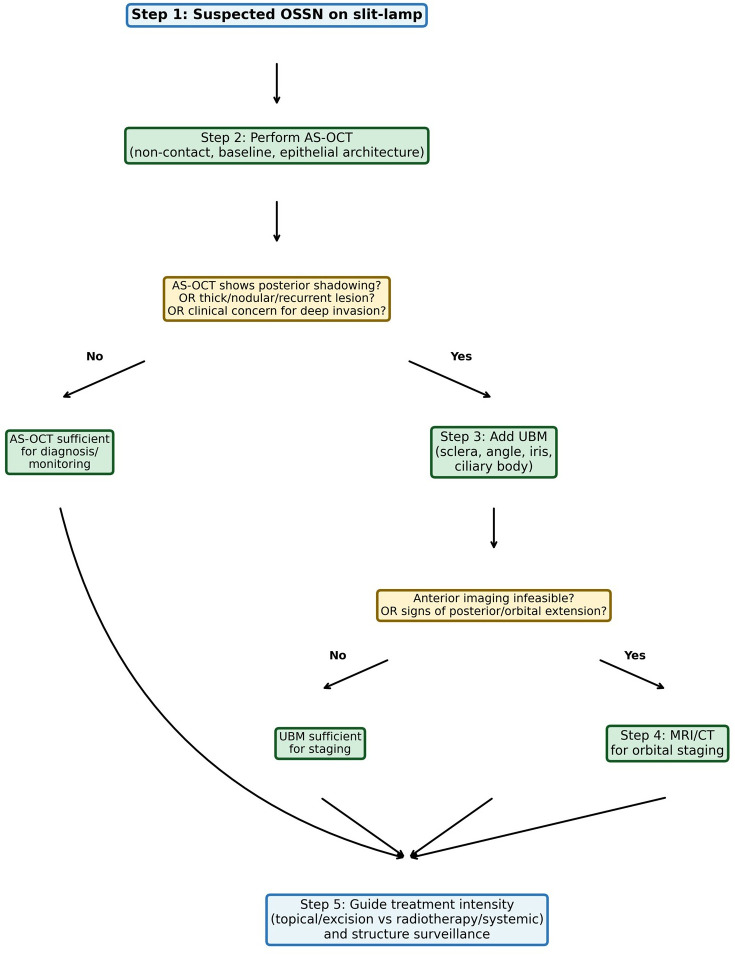 Step 1: Suspected OSSN on slit-lamp
Step 2: Perform AS-OCT
(non-contact, baseline, epithelial architecture)
AS-OCT shows posterior shadowing?
OR thick/nodular/recurrent lesion?
OR clinical concern for deep invasion?
No
Yes
AS-OCT sufficient
for diagnosis/
monitoring
Step 3: Add UBM
(sclera, angle, iris,
ciliary body)
Anterior imaging infeasible?
OR signs of posterior/orbital extension?
No
Yes
UBM sufficient
for staging
Step 4: MRI/CT
for orbital staging
Step 5: Guide treatment intensity
(topical/excision vs radiotherapy/systemic)
and structure surveillance